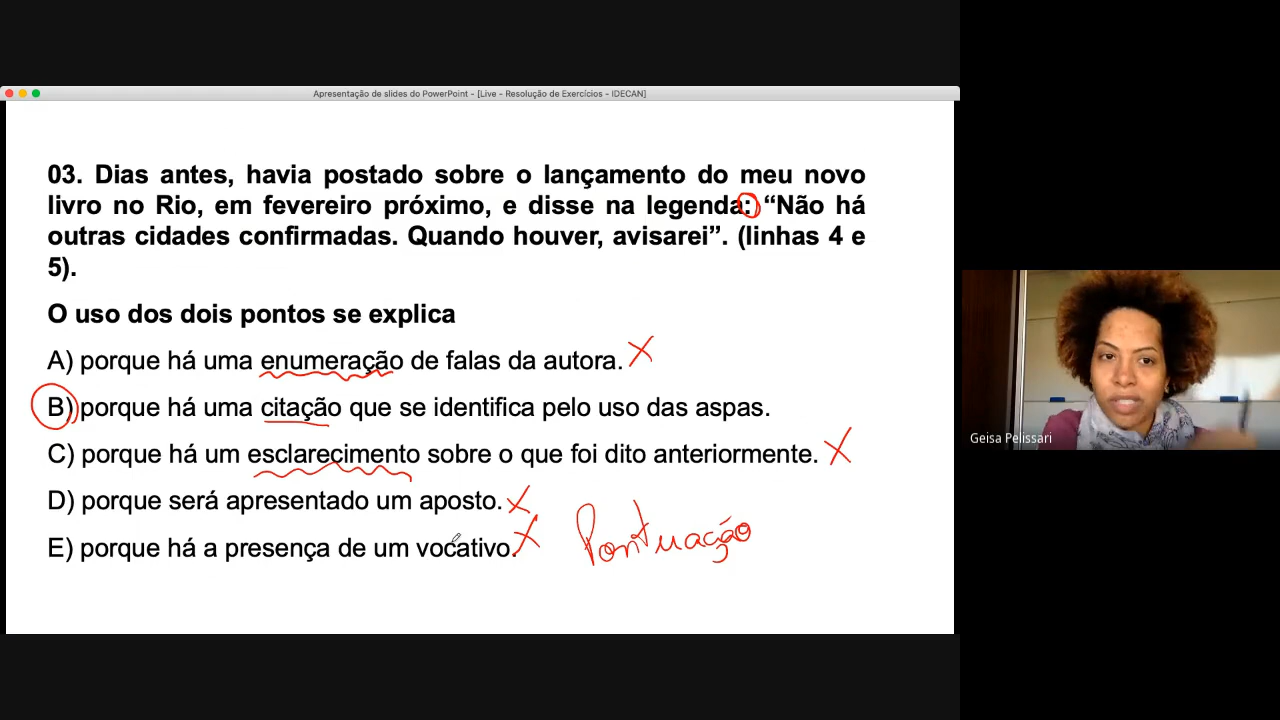 Apresentação de slides do PowerPoint - [Live - Resolução de Exercícios - IDECAN]
03. Dias antes, havia postado sobre o lançamento do meu novo
livro no Rio, em fevereiro próximo, e disse na legenda: “Não há
outras cidades confirmadas. Quando houver, avisarei”. (linhas 4 e
5).
O uso dos dois pontos se explica
A) porque há uma enumeração de falas da autora.
B) porque há uma citação que se identifica pelo uso das aspas.
C) porque há um esclarecimento sobre o que foi dito anteriormente.
D) porque será apresentado um aposto.
E) porque há a presença de um vocativo.
Pontuação
Geisa Pelissari